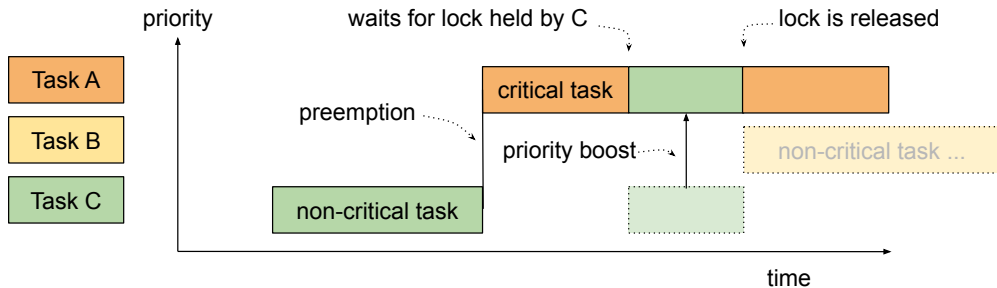 priority
waits for lock held by C
lock is released
Task A
critical task
preemption
Task B
priority boost
non-critical task ...
Task C
non-critical task
time